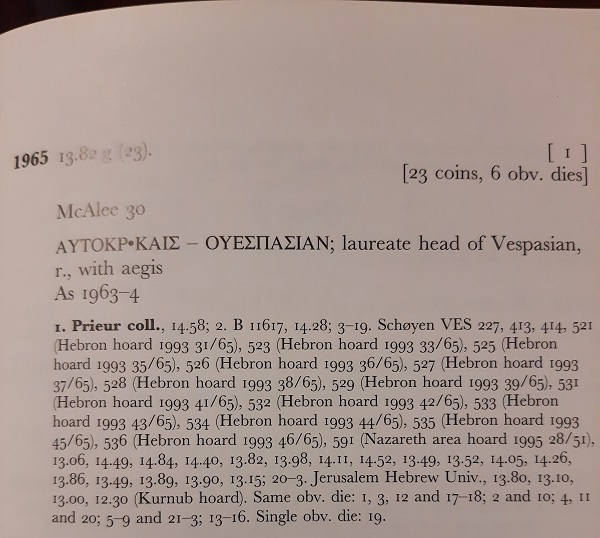 1965 13.82 g (23). [ 1 ]
[23 coins, 6 obv. dies]
McAlee 30
ΑΥΤΟΚΡ•ΚΑΙΣ – ΟΥΕΣΠΑΣΙΑΝ; laureate head of Vespasian,
r., with aegis
As 1963–4
1. Prieur coll., 14.58; 2. B 11617, 14.28; 3–19. Schøyen VES 227, 413, 414, 521
(Hebron hoard 1993 31/65), 523 (Hebron hoard 1993 33/65), 525 (Hebron
hoard 1993 35/65), 526 (Hebron hoard 1993 36/65), 527 (Hebron hoard 1993
37/65), 528 (Hebron hoard 1993 38/65), 529 (Hebron hoard 1993 39/65), 531
(Hebron hoard 1993 41/65), 532 (Hebron hoard 1993 42/65), 533 (Hebron
hoard 1993 43/65), 534 (Hebron hoard 1993 44/65), 535 (Hebron hoard 1993
45/65), 536 (Hebron hoard 1993 46/65), 591 (Nazareth area hoard 1995 28/51),
13.06, 14.49, 14.84, 14.40, 13.82, 13.98, 14.11, 14.52, 13.49, 13.52, 14.05, 14.26,
13.86, 13.49, 13.89, 13.90, 13.15; 20–3. Jerusalem Hebrew Univ., 13.80, 13.10,
13.00, 12.30 (Kurnub hoard). Same obv. die: 1, 3, 12 and 17–18; 2 and 10; 4, 11
and 20; 5–9 and 21–3; 13–16. Single obv. die: 19.